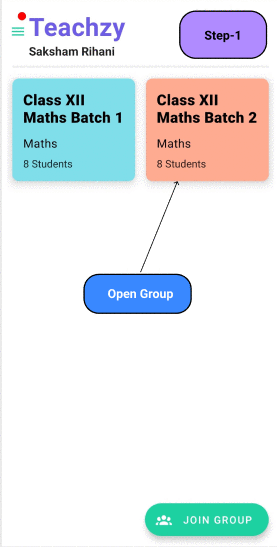 Teachzy
Saksham Rihani
Step-1
Class XII
Maths Batch 1
Maths
8 Students
Class XII
Maths Batch 2
Maths
8 Students
Open Group
JOIN GROUP